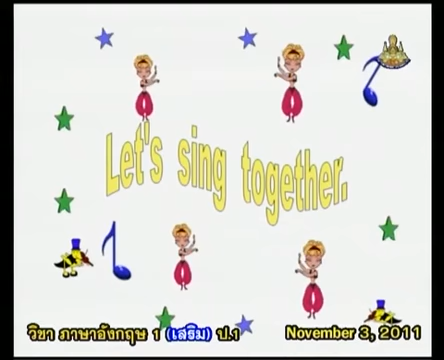 Let's sing together.
วิชา ภาษาอังกฤษ 1 (เสริม) ป.1
November 3, 2011